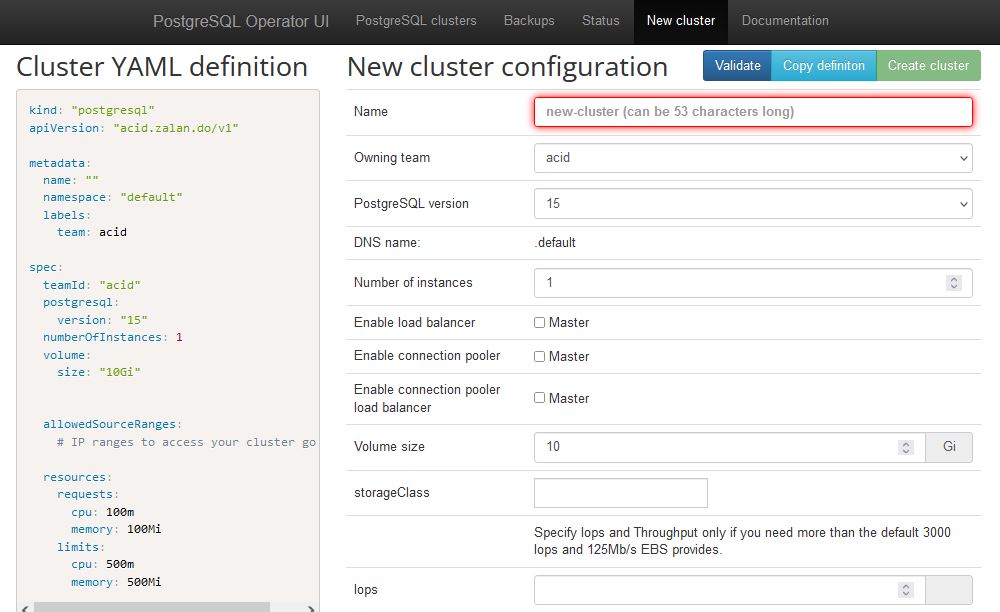 PostgreSQL Operator UI PostgreSQL clusters Backups Status New cluster Documentation
Cluster YAML definition
kind: "postgresql"
apiVersion: "acid.zalan.do/v1"
metadata:
name: ""
namespace: "default"
labels:
team: acid
spec:
teamId: "acid"
postgresql:
version: "15"
numberOfInstances: 1
volume:
size: "10Gi"
allowedSourceRanges:
# IP ranges to access your cluster go
resources:
requests:
cpu: 100m
memory: 100Mi
limits:
cpu: 500m
memory: 500Mi
New cluster configuration Validate Copy definiton Create cluster
Name new-cluster (can be 53 characters long)
Owning team acid
PostgreSQL version 15
DNS name: .default
Number of instances 1
Enable load balancer Master
Enable connection pooler Master
Enable connection pooler
load balancer Master
Volume size 10 Gi
storageClass
Specify Iops and Throughput only if you need more than the default 3000
Iops and 125Mb/s EBS provides.
Iops